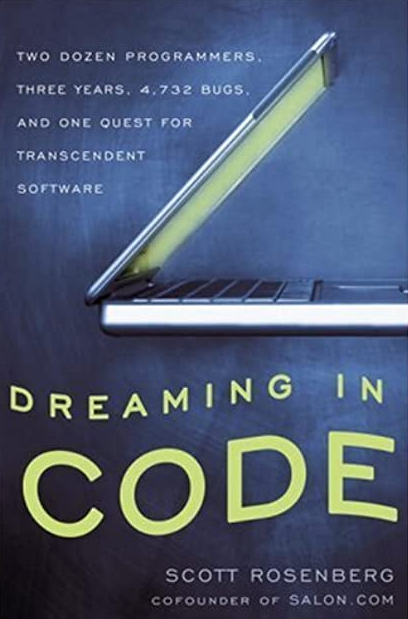 TWO DOZEN PROGRAMMERS,
THREE YEARS, 4,732 BUGS,
AND ONE QUEST FOR
TRANSCENDENT
SOFTWARE
DREAMING IN
CODE
SCOTT ROSENBERG
COFOUNDER OF SALON.COM